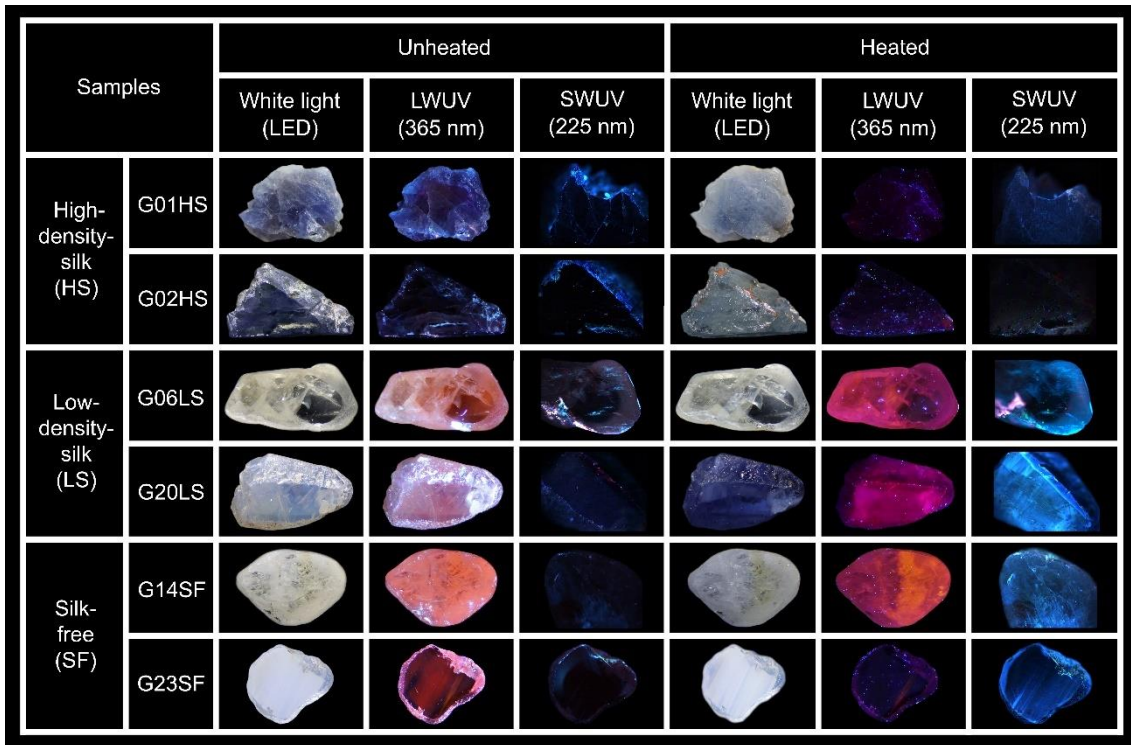 Samples
Unheated
Heated
White light
(LED)
LWUV
(365 nm)
SWUV
(225 nm)
White light
(LED)
LWUV
(365 nm)
SWUV
(225 nm)
High-
density-
silk
(HS)
G01HS
G02HS
Low-
density-
silk
(LS)
G06LS
G20LS
Silk-
free
(SF)
G14SF
G23SF